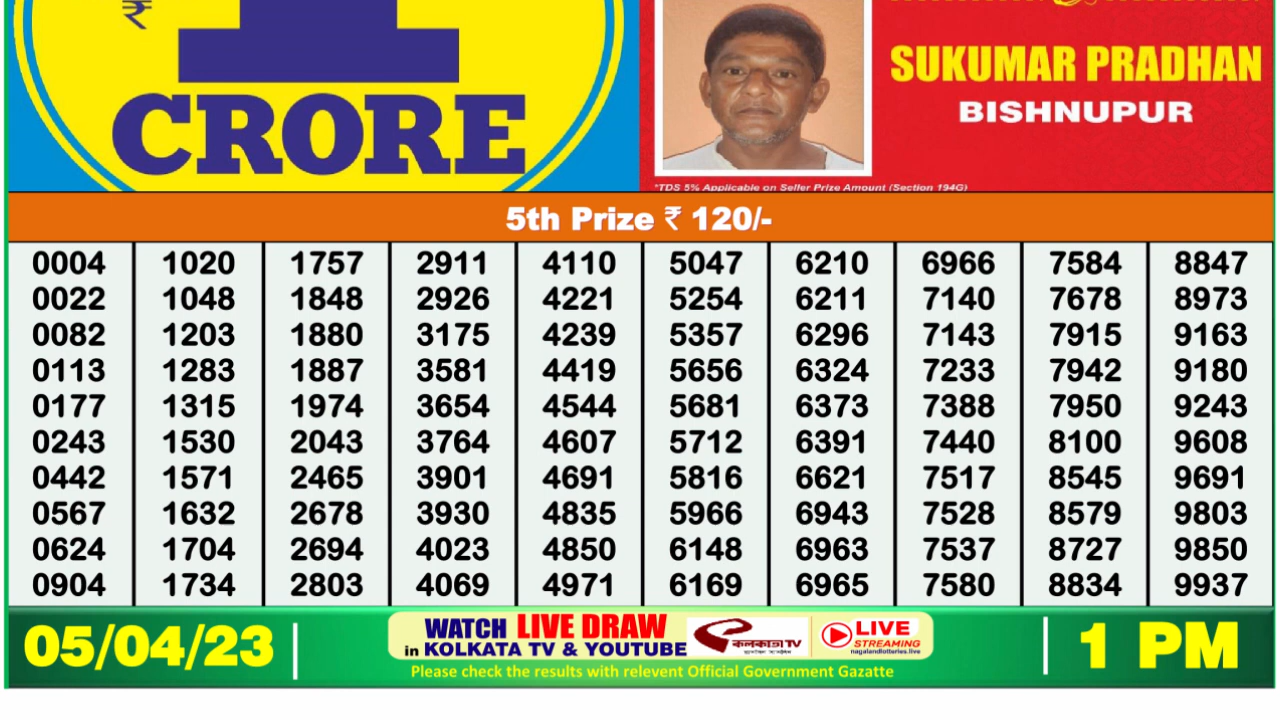 ₹ 1
CRORE
SUKUMAR PRADHAN
BISHNUPUR
*TDS 5% Applicable on Seller Prize Amount (Section 194G)
5th Prize ₹ 120/-
0004 1020 1757 2911 4110 5047 6210 6966 7584 8847
0022 1048 1848 2926 4221 5254 6211 7140 7678 8973
0082 1203 1880 3175 4239 5357 6296 7143 7915 9163
0113 1283 1887 3581 4419 5656 6324 7233 7942 9180
0177 1315 1974 3654 4544 5681 6373 7388 7950 9243
0243 1530 2043 3764 4607 5712 6391 7440 8100 9608
0442 1571 2465 3901 4691 5816 6621 7517 8545 9691
0567 1632 2678 3930 4835 5966 6943 7528 8579 9803
0624 1704 2694 4023 4850 6148 6963 7537 8727 9850
0904 1734 2803 4069 4971 6169 6965 7580 8834 9937
05/04/23
WATCH LIVE DRAW
in KOLKATA TV & YOUTUBE
কলকাতা TV
LIVE
STREAMING
nagalandlotteries.live
Please check the results with relevent Official Government Gazatte
1 PM